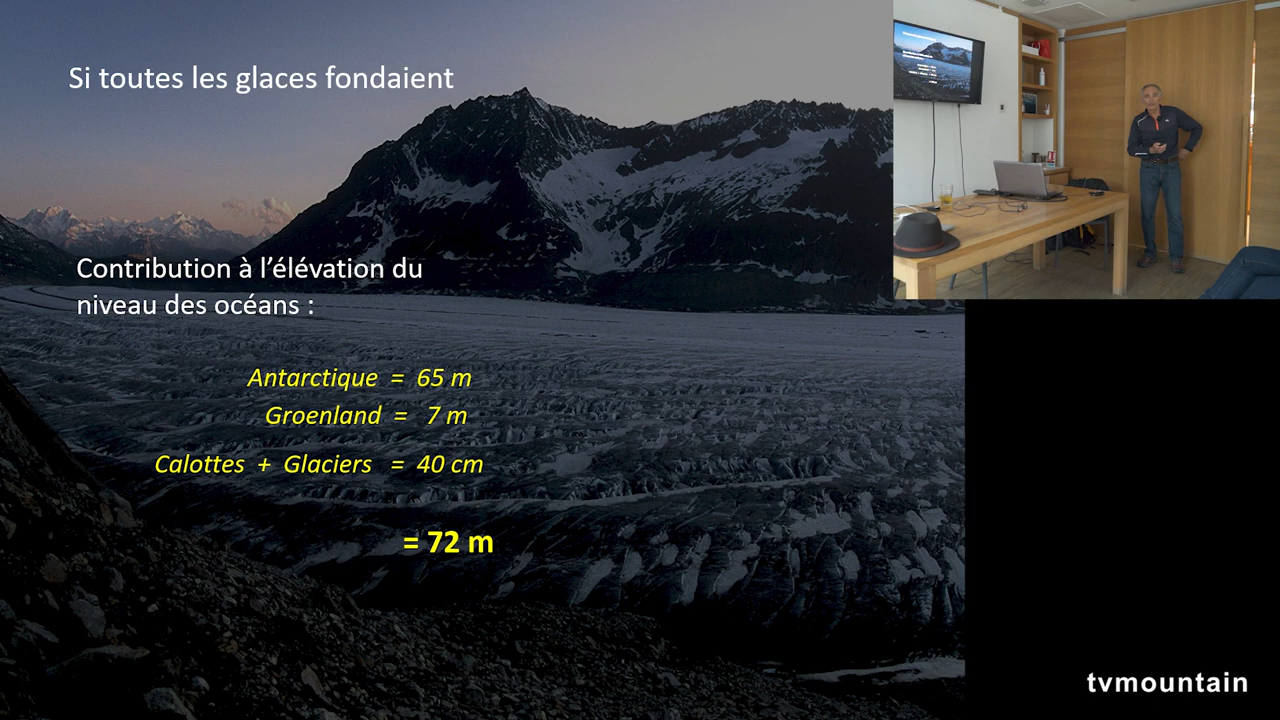 Si toutes les glaces fondaient
Contribution à l’élévation du
niveau des océans :
Antarctique = 65 m
Groenland = 7 m
Calottes + Glaciers = 40 cm
= 72 m
tvmountain